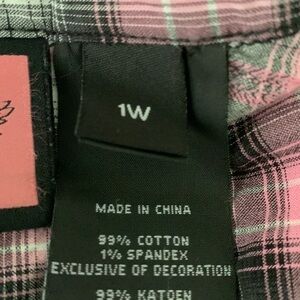 1W
MADE IN CHINA
99% COTTON
1% SPANDEX
EXCLUSIVE OF DECORATION
99% KATOEN